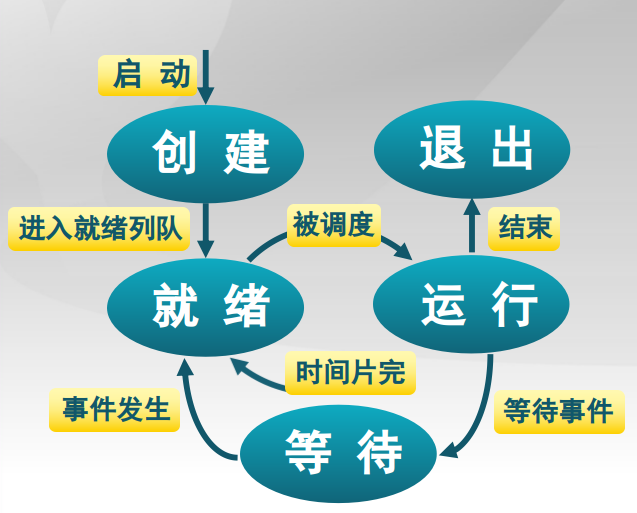 启 动
创 建
退 出
进入就绪列队
被调度
结束
就 绪
运 行
时间片完
事件发生
等待事件
等 待